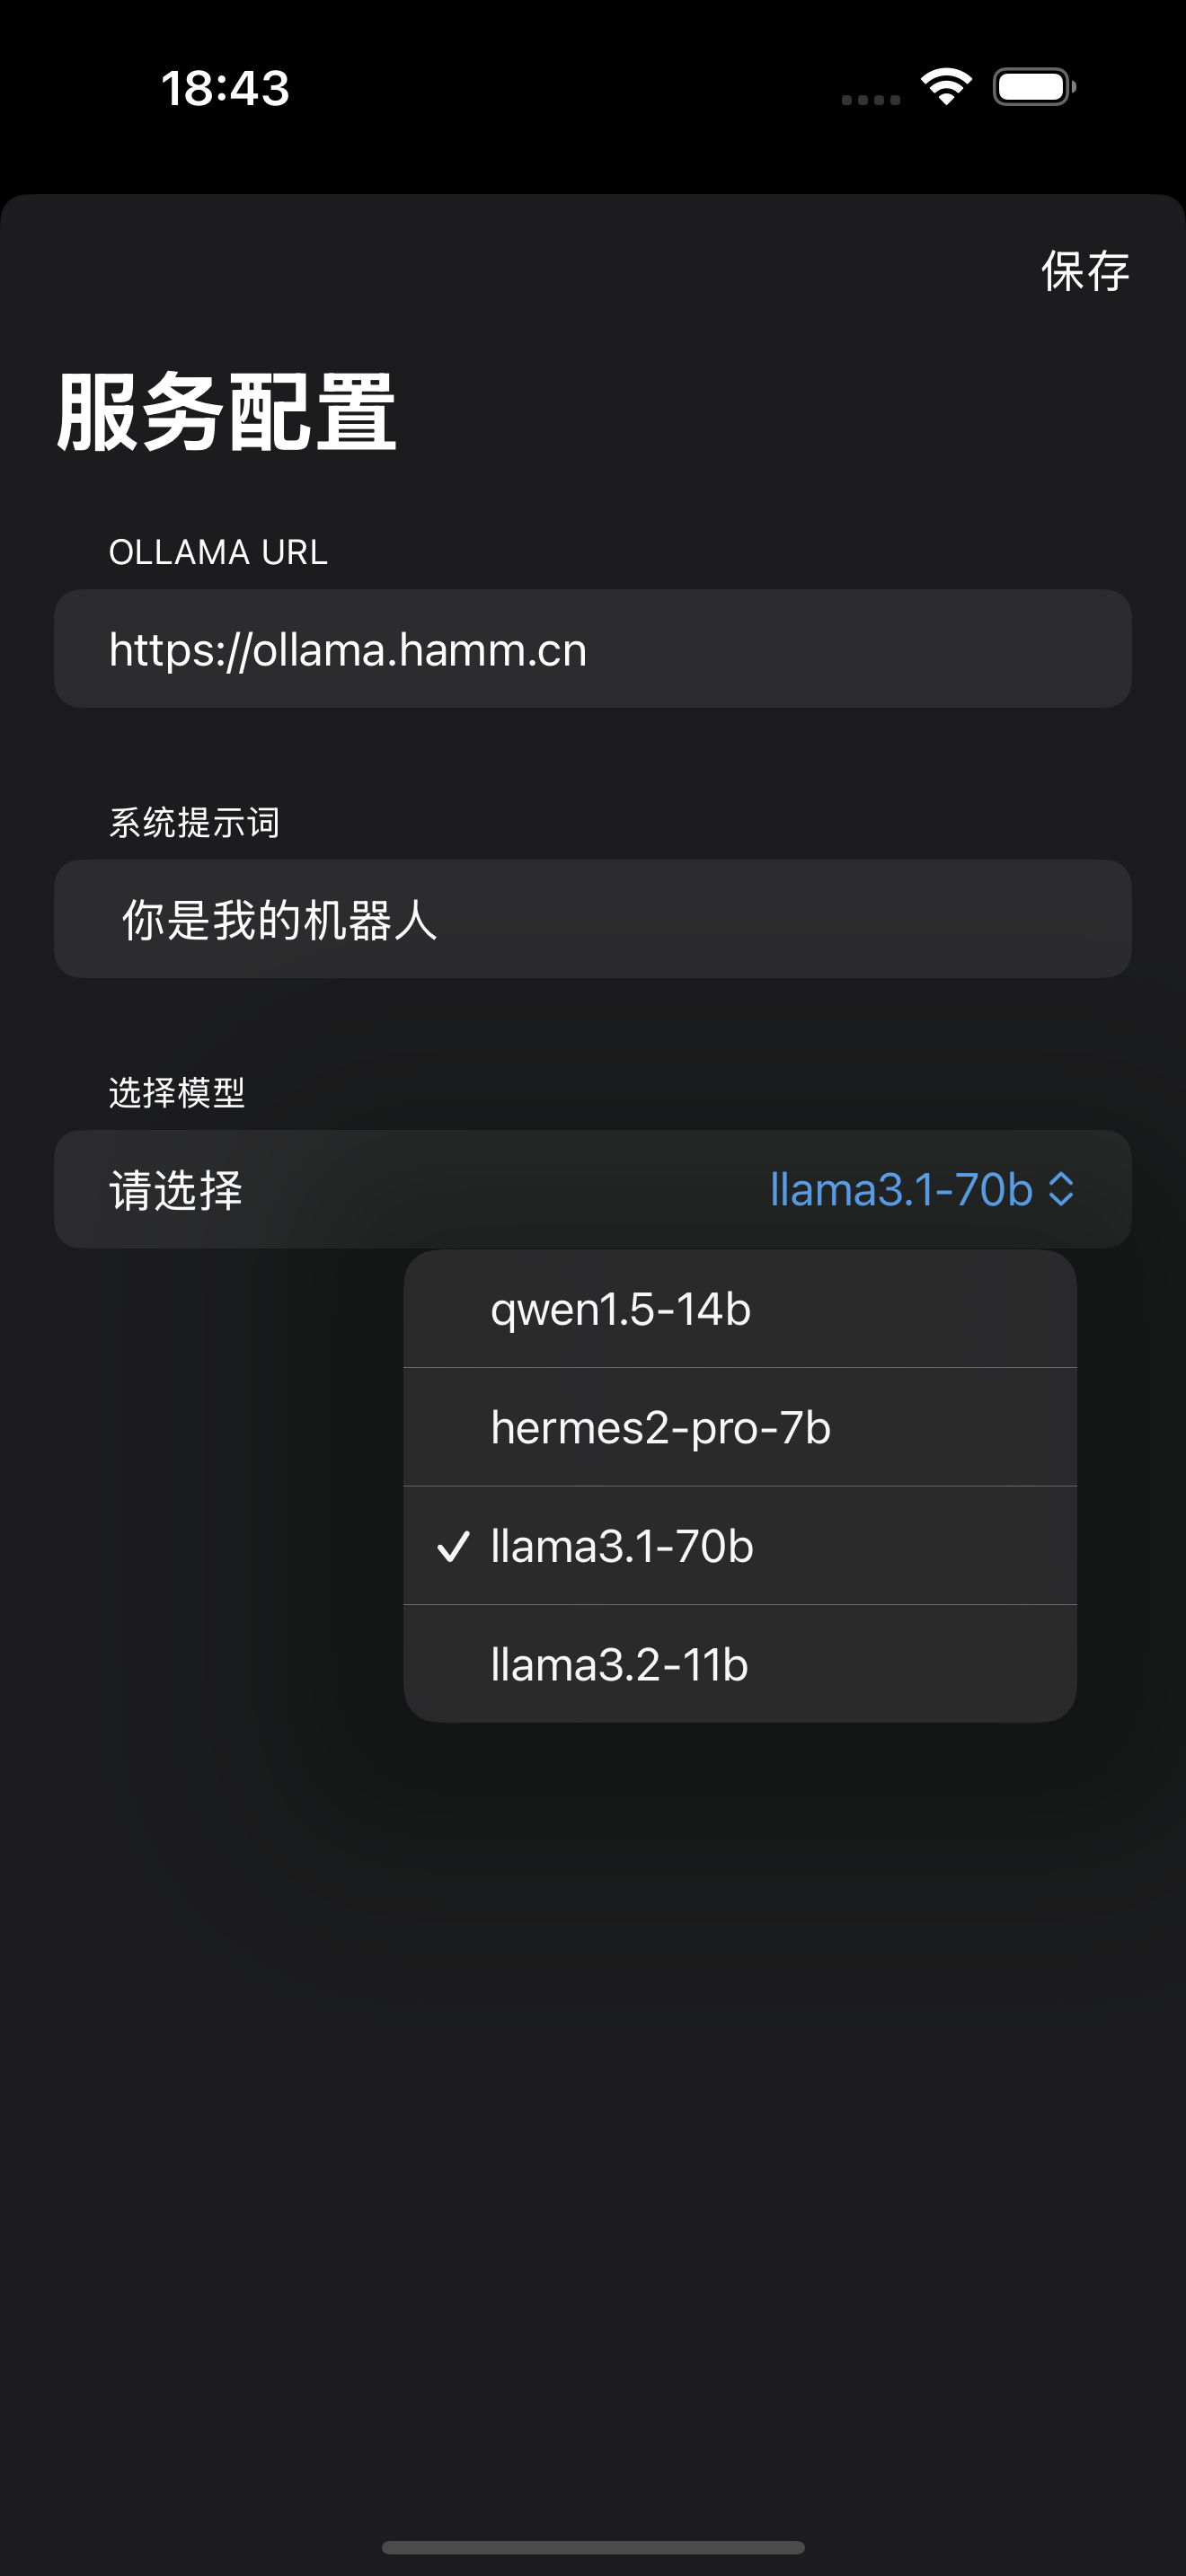 18:43
保存
服务配置
OLLAMA URL
https://ollama.hamm.cn
系统提示词
你是我的机器人
选择模型
请选择 llama3.1-70b
qwen1.5-14b
hermes2-pro-7b
llama3.1-70b
llama3.2-11b